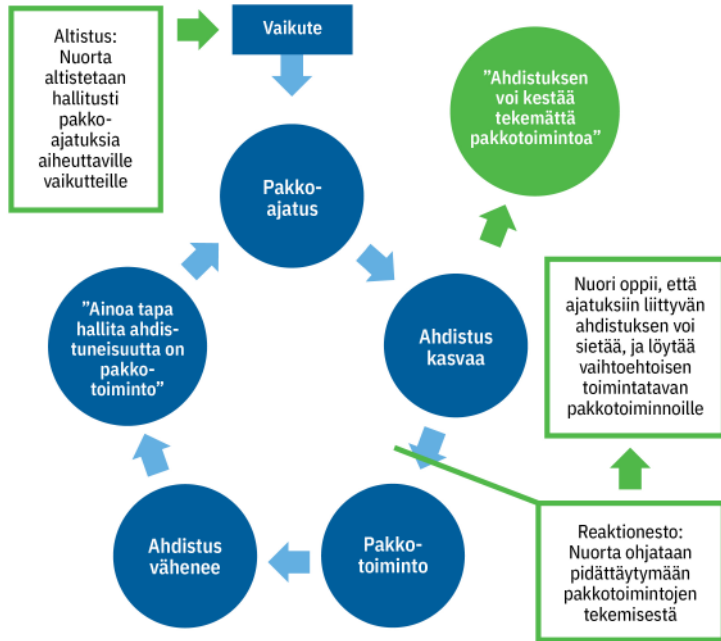 Altistus:
Nuorta
altistetaan
hallitusti
pakko-
ajatuksia
aiheuttaville
vaikutteille
Vaikute
”Ahdistuksen
voi kestää
tekemättä
pakkotoimintoa”
Pakko-
ajatus
Ahdistus
kasvaa
Nuori oppii, että
ajatuksiin liittyvän
ahdistuksen voi
sietää, ja löytää
vaihtoehtoisen
toimintatavan
pakkotoiminnoille
”Ainoa tapa
hallita ahdis-
tuneisuutta on
pakko-
toiminto”
Ahdistus
vähenee
Pakko-
toiminto
Reaktionesto:
Nuorta ohjataan
pidättäytymään
pakkotoimintojen
tekemisestä